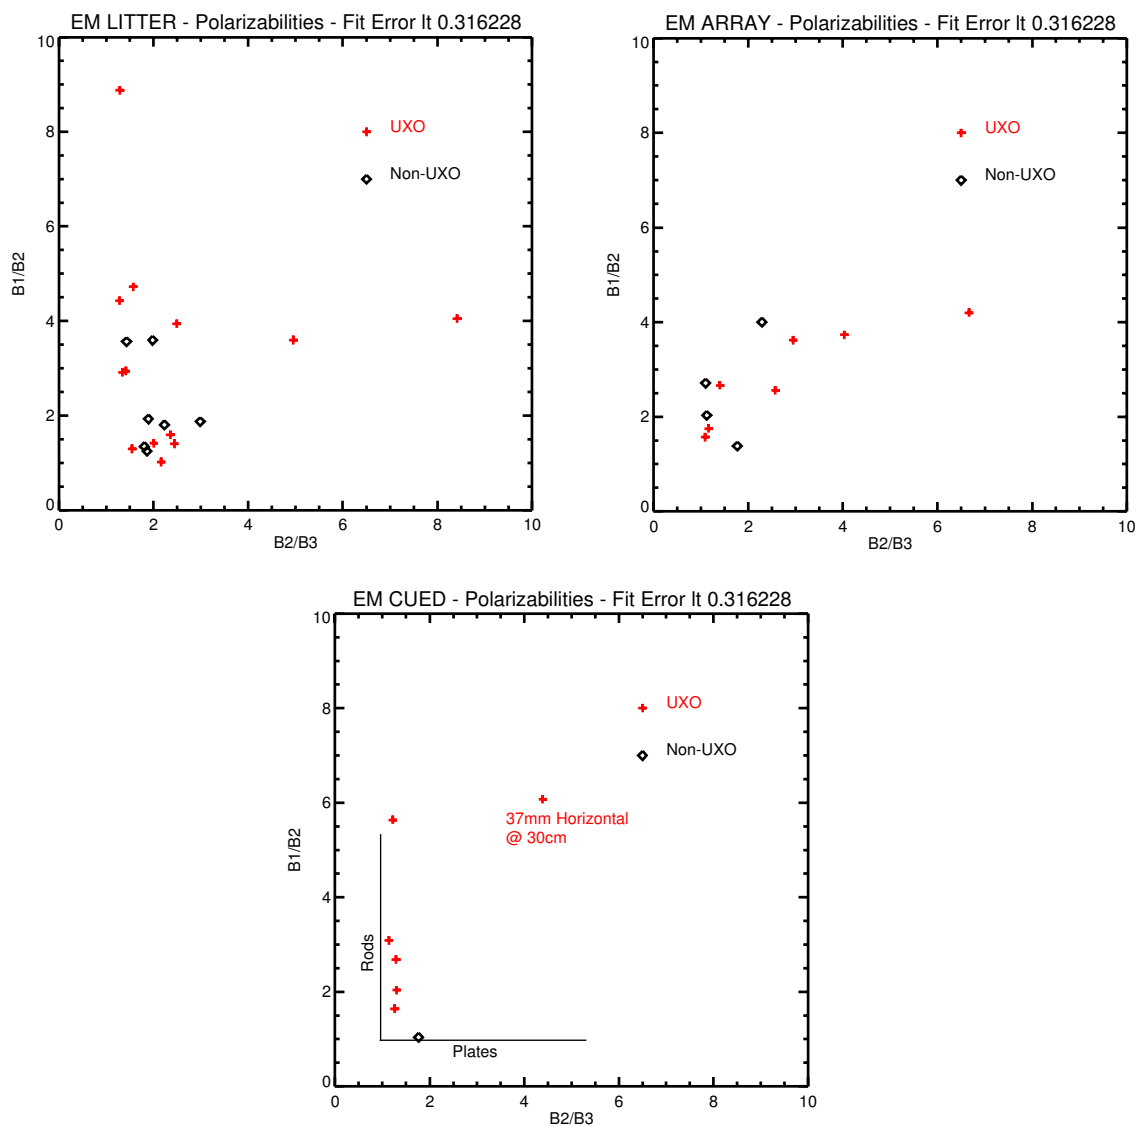 EM LITTER - Polarizabilities - Fit Error lt 0.316228
10
8
6
4
2
0
B1/B2
UXO
Non-UXO
0 2 4 6 8 10
B2/B3
EM ARRAY - Polarizabilities - Fit Error lt 0.316228
10
8
6
4
2
0
B1/B2
UXO
Non-UXO
0 2 4 6 8 10
B2/B3
EM CUED - Polarizabilities - Fit Error lt 0.316228
10
8
6
4
2
0
B1/B2
UXO
Non-UXO
37mm Horizontal
@ 30cm
Rods
Plates
0 2 4 6 8 10
B2/B3